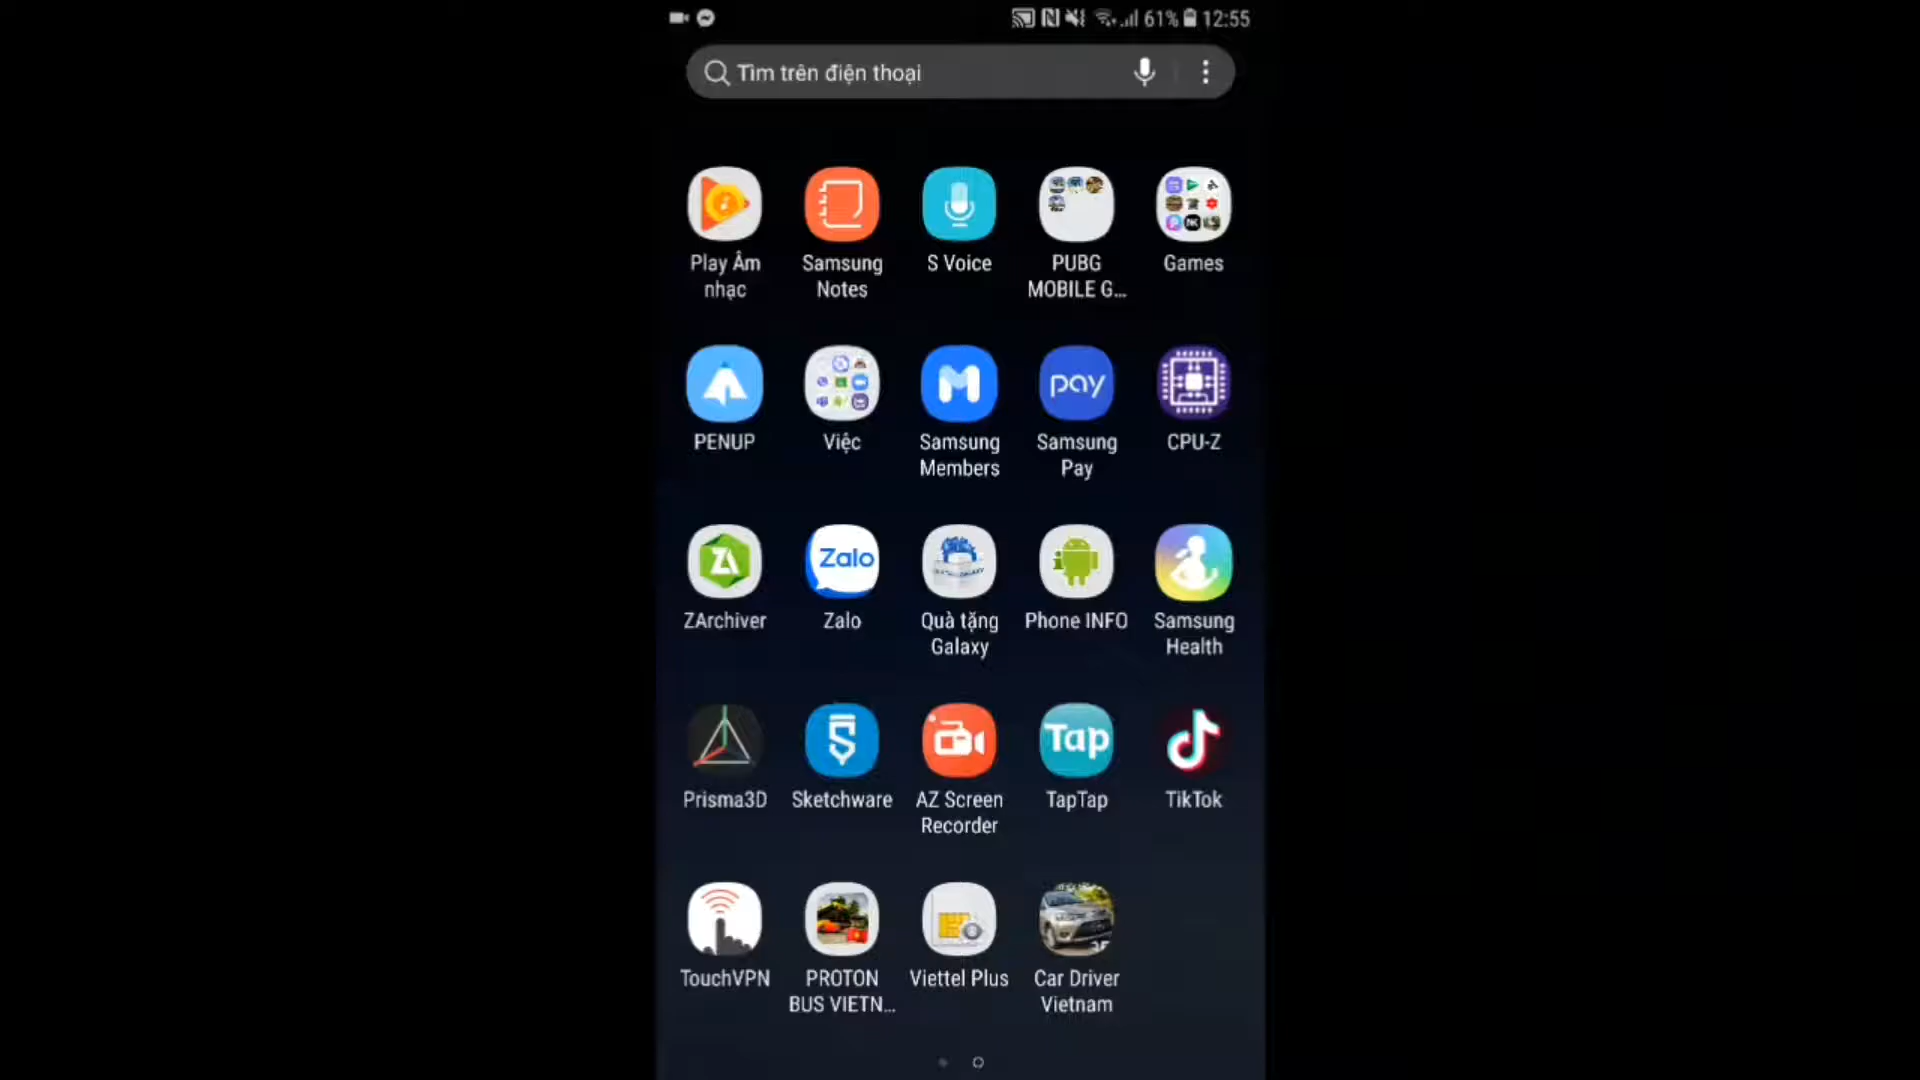 61% 12:55
Tìm trên điện thoại
Play Âm
nhạc
Samsung
Notes
S Voice
PUBG
MOBILE G...
Games
PENUP
Việc
Samsung
Members
pay
Samsung
Pay
CPU-Z
ZArchiver
Zalo
Zalo
Quà tặng
Galaxy
Phone INFO
Samsung
Health
Prisma3D
Sketchware
AZ Screen
Recorder
Tap
TapTap
TikTok
TouchVPN
PROTON
BUS VIETN...
Viettel Plus
Car Driver
Vietnam